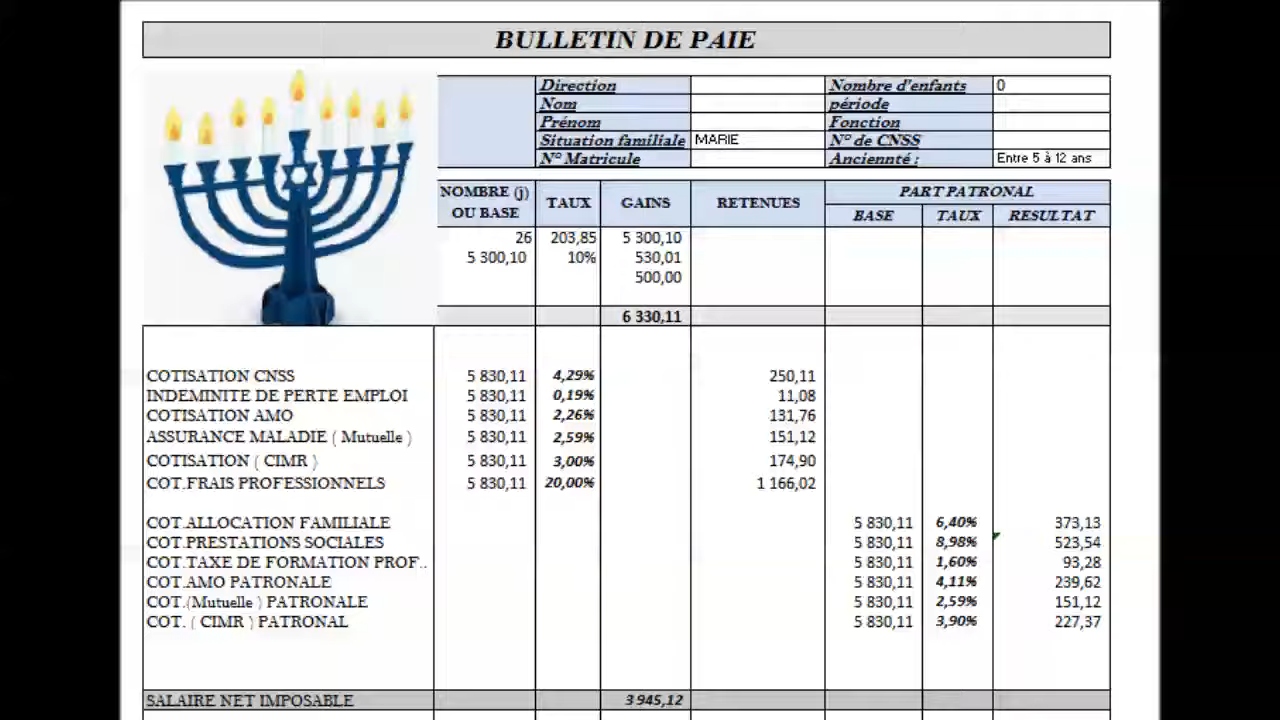 BULLETIN DE PAIE
Direction Nombre d'enfants 0
Nom période
Prénom Fonction
Situation familiale MARIE N° de CNSS
N° Matricule Ancienneté : Entre 5 à 12 ans
NOMBRE (j) OU BASE TAUX GAINS RETENUES PART PATRONAL
BASE TAUX RESULTAT
26 203,85 5 300,10
5 300,10 10% 530,01
500,00
6 330,11
COTISATION CNSS 5 830,11 4,29% 250,11
INDEMINITE DE PERTE EMPLOI 5 830,11 0,19% 11,08
COTISATION AMO 5 830,11 2,26% 131,76
ASSURANCE MALADIE ( Mutuelle ) 5 830,11 2,59% 151,12
COTISATION ( CIMR ) 5 830,11 3,00% 174,90
COT.FRAIS PROFESSIONNELS 5 830,11 20,00% 1 166,02
COT.ALLOCATION FAMILIALE 5 830,11 6,40% 373,13
COT.PRESTATIONS SOCIALES 5 830,11 8,98% 523,54
COT.TAXE DE FORMATION PROF.. 5 830,11 1,60% 93,28
COT.AMO PATRONALE 5 830,11 4,11% 239,62
COT.(Mutuelle ) PATRONALE 5 830,11 2,59% 151,12
COT. ( CIMR ) PATRONAL 5 830,11 3,90% 227,37
SALAIRE NET IMPOSABLE 3 945,12